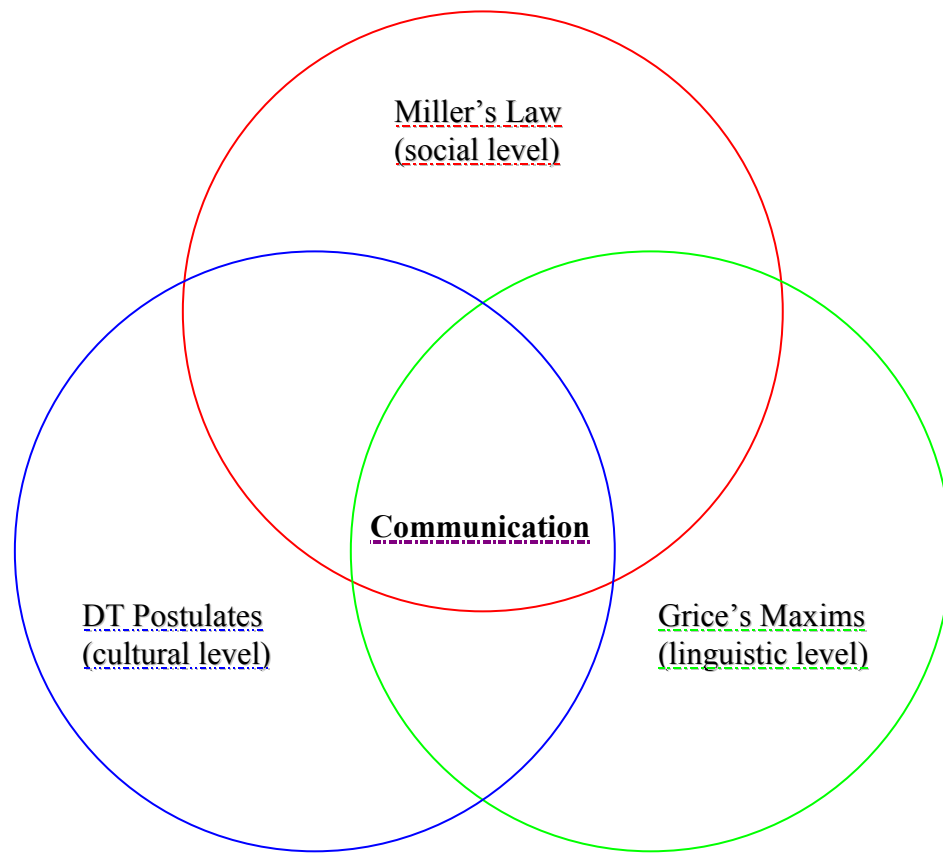 Miller’s Law
(social level)
Communication
DT Postulates
(cultural level)
Grice’s Maxims
(linguistic level)